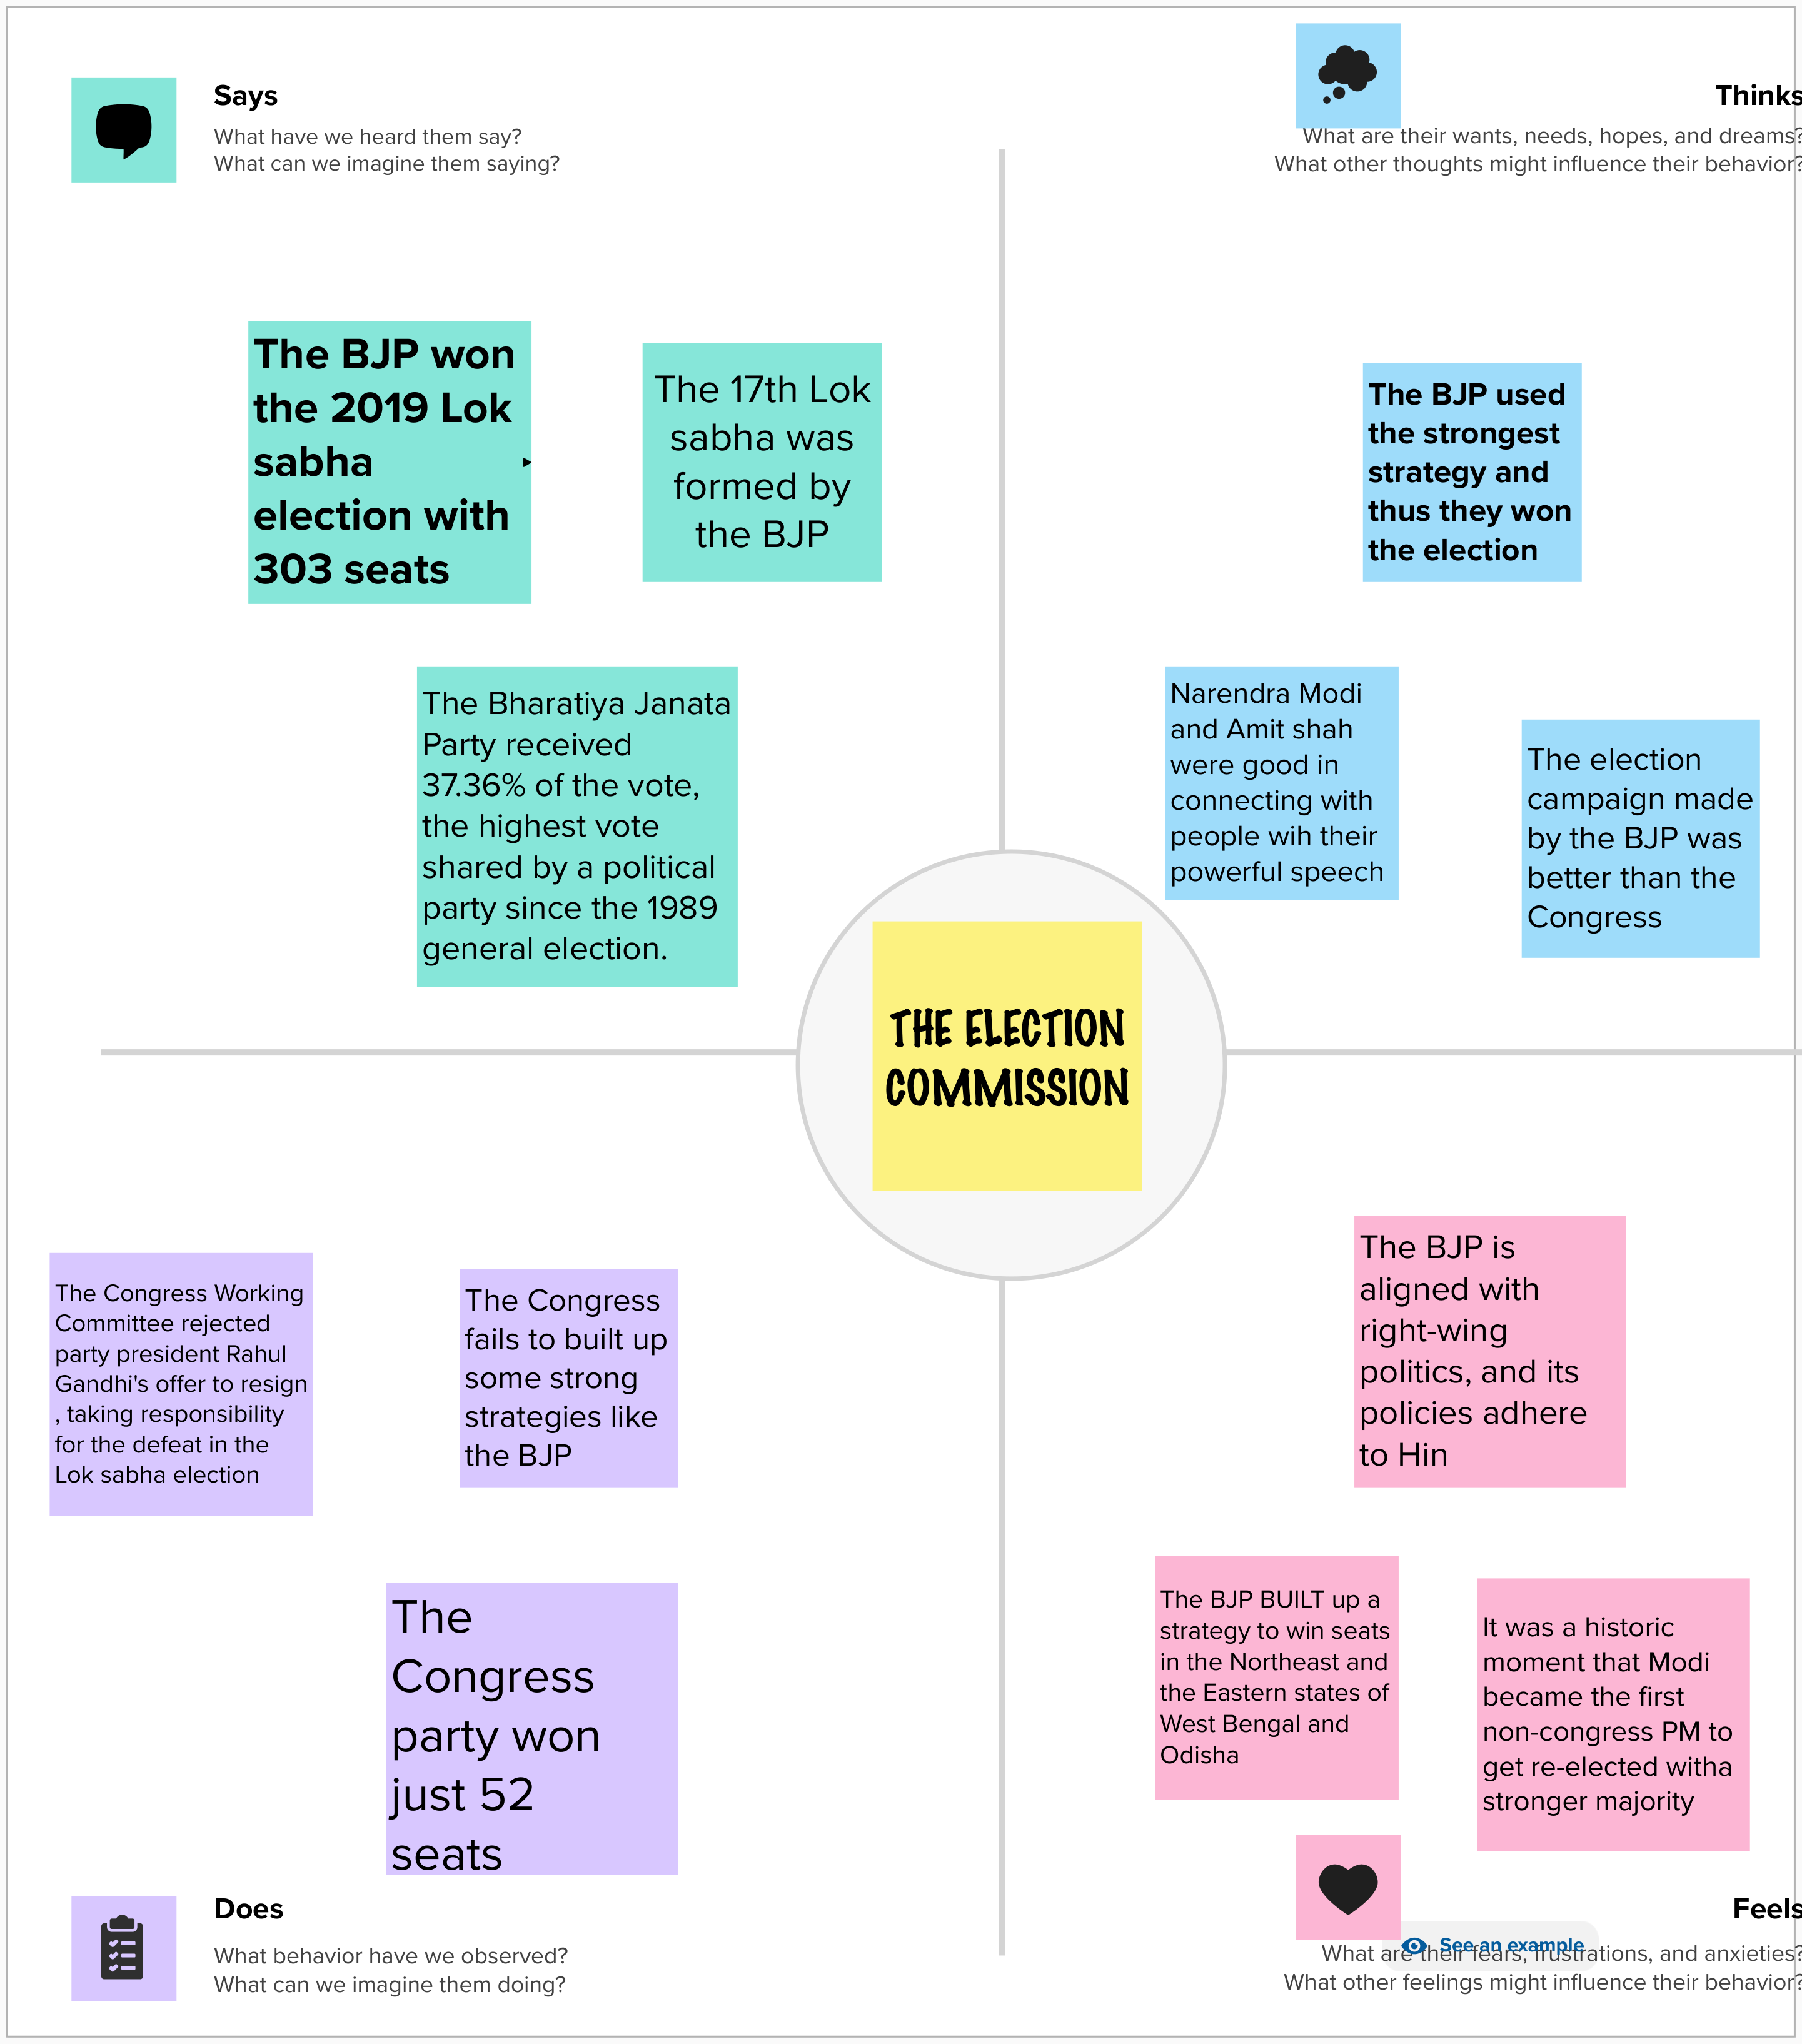 Says
What have we heard them say?
What can we imagine them saying?
Thinks
What are their wants, needs, hopes, and dreams?
What other thoughts might influence their behavior?
The BJP won
the 2019 Lok
sabha
election with
303 seats
The 17th Lok
sabha was
formed by
the BJP
The Bharatiya Janata
Party received
37.36% of the vote,
the highest vote
shared by a political
party since the 1989
general election.
The BJP used
the strongest
strategy and
thus they won
the election
Narendra Modi
and Amit shah
were good in
connecting with
people wih their
powerful speech
The election
campaign made
by the BJP was
better than the
Congress
THE ELECTION
COMMISSION
The Congress Working
Committee rejected
party president Rahul
Gandhi's offer to resign
, taking responsibility
for the defeat in the
Lok sabha election
The Congress
fails to built up
some strong
strategies like
the BJP
The
Congress
party won
just 52
seats
The BJP is
aligned with
right-wing
politics, and its
policies adhere
to Hin
The BJP BUILT up a
strategy to win seats
in the Northeast and
the Eastern states of
West Bengal and
Odisha
It was a historic
moment that Modi
became the first
non-congress PM to
get re-elected witha
stronger majority
Does
What behavior have we observed?
What can we imagine them doing?
Feels
See an example
What are their fears, frustrations, and anxieties?
What other feelings might influence their behavior?